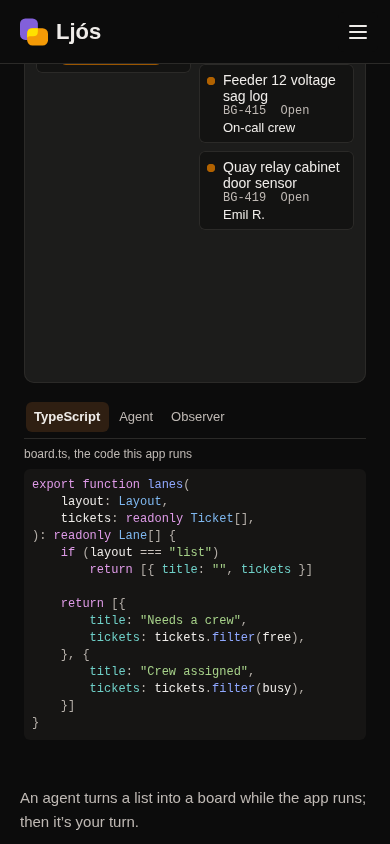 Ljós
Feeder 12 voltage
sag log
BG-415  Open
On-call crew
Quay relay cabinet
door sensor
BG-419  Open
Emil R.
TypeScript  Agent  Observer
board.ts, the code this app runs
export function lanes(
    layout: Layout,
    tickets: readonly Ticket[],
): readonly Lane[] {
    if (layout === "list")
        return [{ title: "", tickets }]

    return [{
        title: "Needs a crew",
        tickets: tickets.filter(free),
    }, {
        title: "Crew assigned",
        tickets: tickets.filter(busy),
    }]
}
An agent turns a list into a board while the app runs;
then it's your turn.